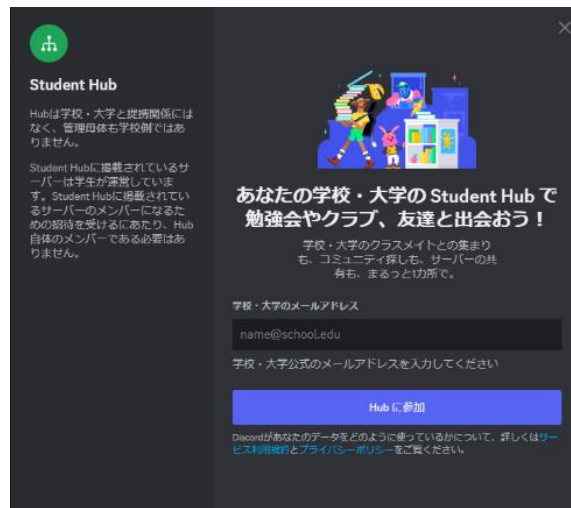 Student Hub
Hubは学校・大学と提携関係には
なく、管理母体も学校側ではあ
りません。
Student Hubに掲載されているサ
ーバーは学生が運営していま
す。Student Hubに掲載されてい
るサーバーのメンバーになるた
めの招待を受けるにあたり、Hub
自体のメンバーである必要はあ
りません。
あなたの学校・大学の Student Hub で
勉強会やクラブ、友達と出会おう！
学校・大学のクラスメイトとの集まり
も、コミュニティ探しも、サーバーの共
有も、まるっと1カ所で。
学校・大学のメールアドレス
name@school.edu
学校・大学公式のメールアドレスを入力してください
Hub に参加
Discordがあなたのデータをどのように使っているかについて、詳しくはサー
ビス利用規約とプライバシーポリシーをご覧ください。